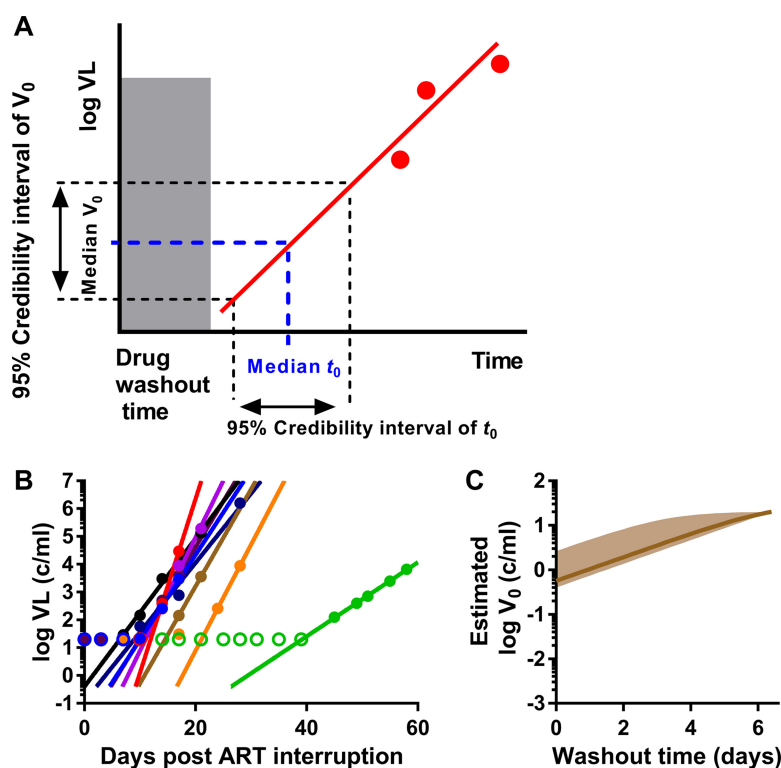 A
95% Credibility interval of V0
Median V0
log VL
Drug
washout
time
Median t0
Time
95% Credibility interval of t0
B
log VL (c/ml)
7
6
5
4
3
2
1
0
-1
0
20
40
60
Days post ART interruption
C
Estimated
log V0 (c/ml)
2
1
0
-1
-2
-3
0
2
4
6
Washout time (days)